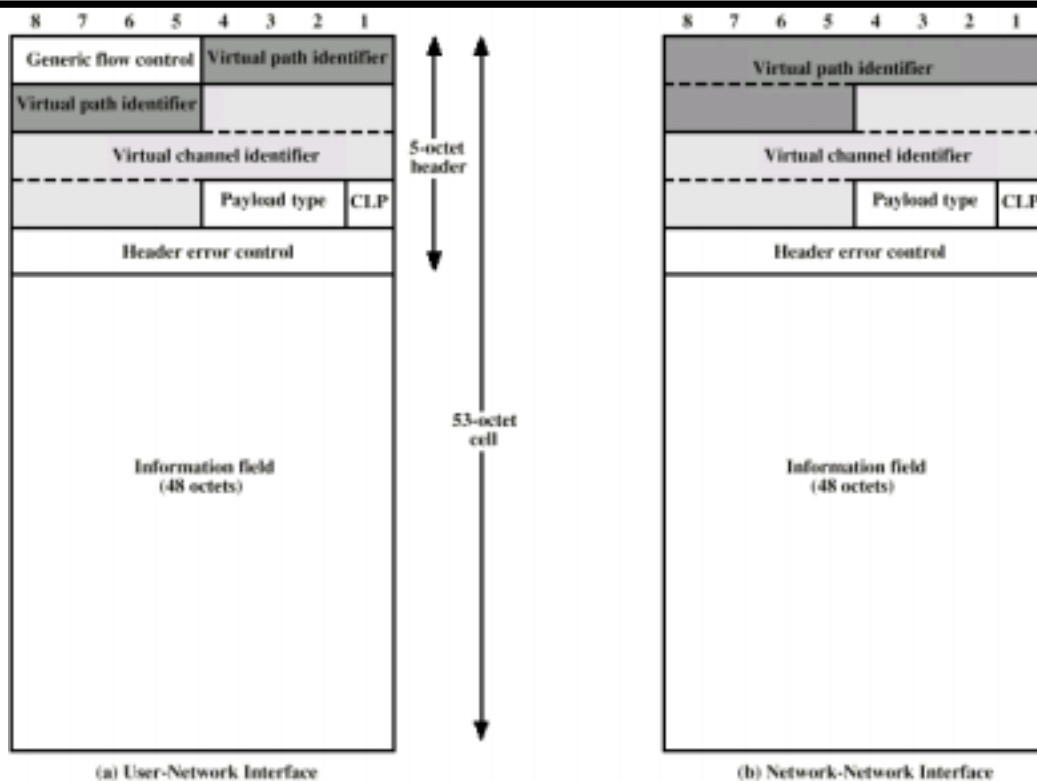 8 7 6 5 4 3 2 1
Generic flow control
Virtual path identifier
Virtual path identifier
Virtual channel identifier
Payload type
CLP
Header error control
Information field
(48 octets)
(a) User-Network Interface
5-octet
header
53-octet
cell
8 7 6 5 4 3 2 1
Virtual path identifier
Virtual channel identifier
Payload type
CLP
Header error control
Information field
(48 octets)
(b) Network-Network Interface